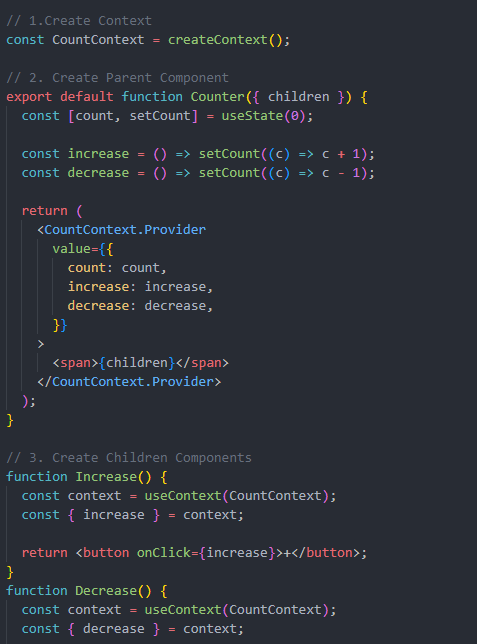 // 1.Create Context
const CountContext = createContext();

// 2. Create Parent Component
export default function Counter({ children }) {
  const [count, setCount] = useState(0);

  const increase = () => setCount((c) => c + 1);
  const decrease = () => setCount((c) => c - 1);

  return (
    <CountContext.Provider
      value={{
        count: count,
        increase: increase,
        decrease: decrease,
      }}
    >
      <span>{children}</span>
    </CountContext.Provider>
  );
}

// 3. Create Children Components
function Increase() {
  const context = useContext(CountContext);
  const { increase } = context;

  return <button onClick={increase}>+</button>;
}
function Decrease() {
  const context = useContext(CountContext);
  const { decrease } = context;